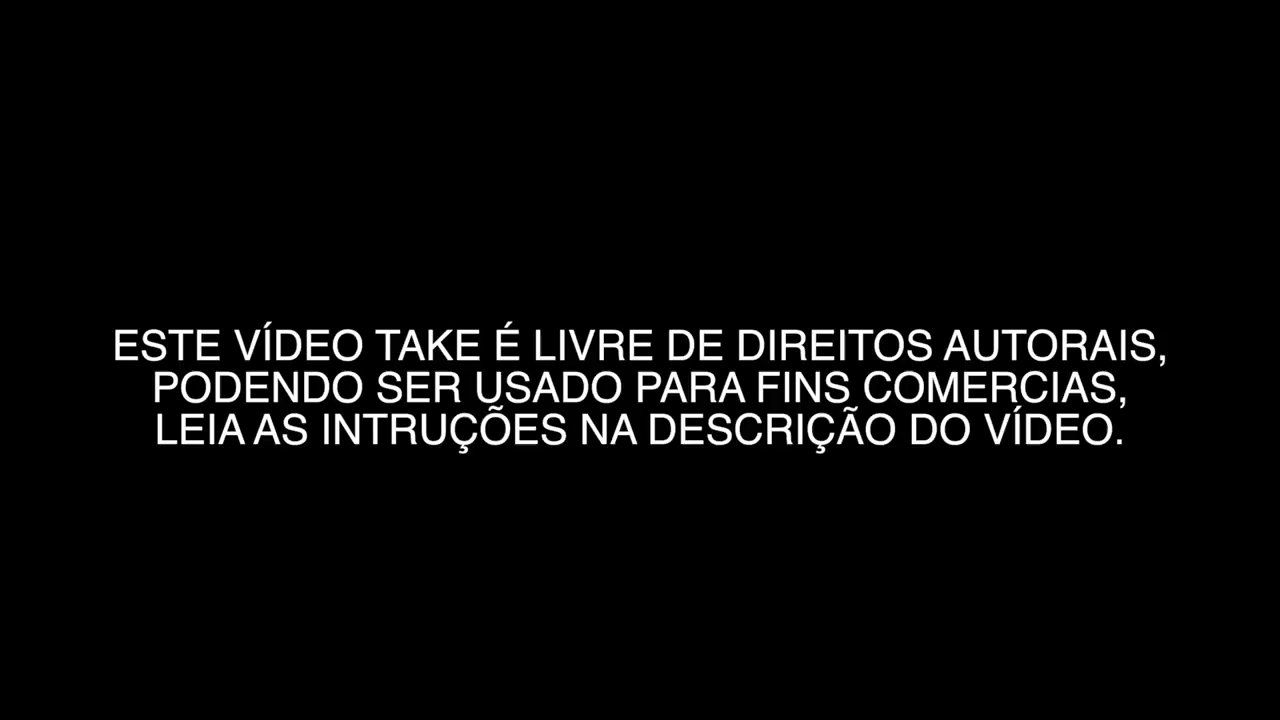 ESTE VÍDEO TAKE É LIVRE DE DIREITOS AUTORAIS,
PODENDO SER USADO PARA FINS COMERCIAS,
LEIA AS INTRUÇÕES NA DESCRIÇÃO DO VÍDEO.